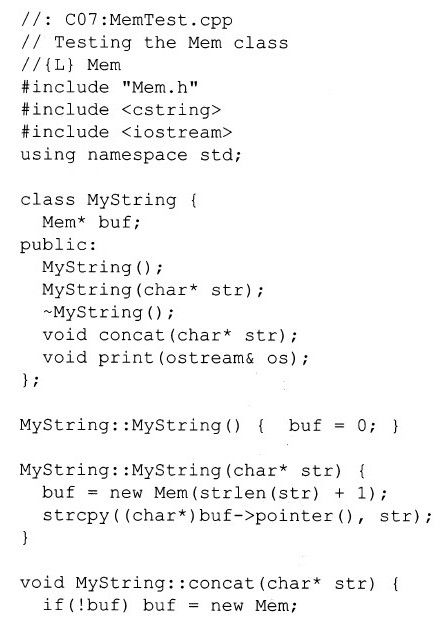 //: C07:MemTest.cpp
// Testing the Mem class
//{L} Mem
#include "Mem.h"
#include <cstring>
#include <iostream>
using namespace std;

class MyString {
  Mem* buf;
public:
  MyString();
  MyString(char* str);
  ~MyString();
  void concat(char* str);
  void print(ostream& os);
};

MyString::MyString() {  buf = 0; }

MyString::MyString(char* str) {
  buf = new Mem(strlen(str) + 1);
  strcpy((char*)buf->pointer(), str);
}

void MyString::concat(char* str) {
  if(!buf) buf = new Mem;